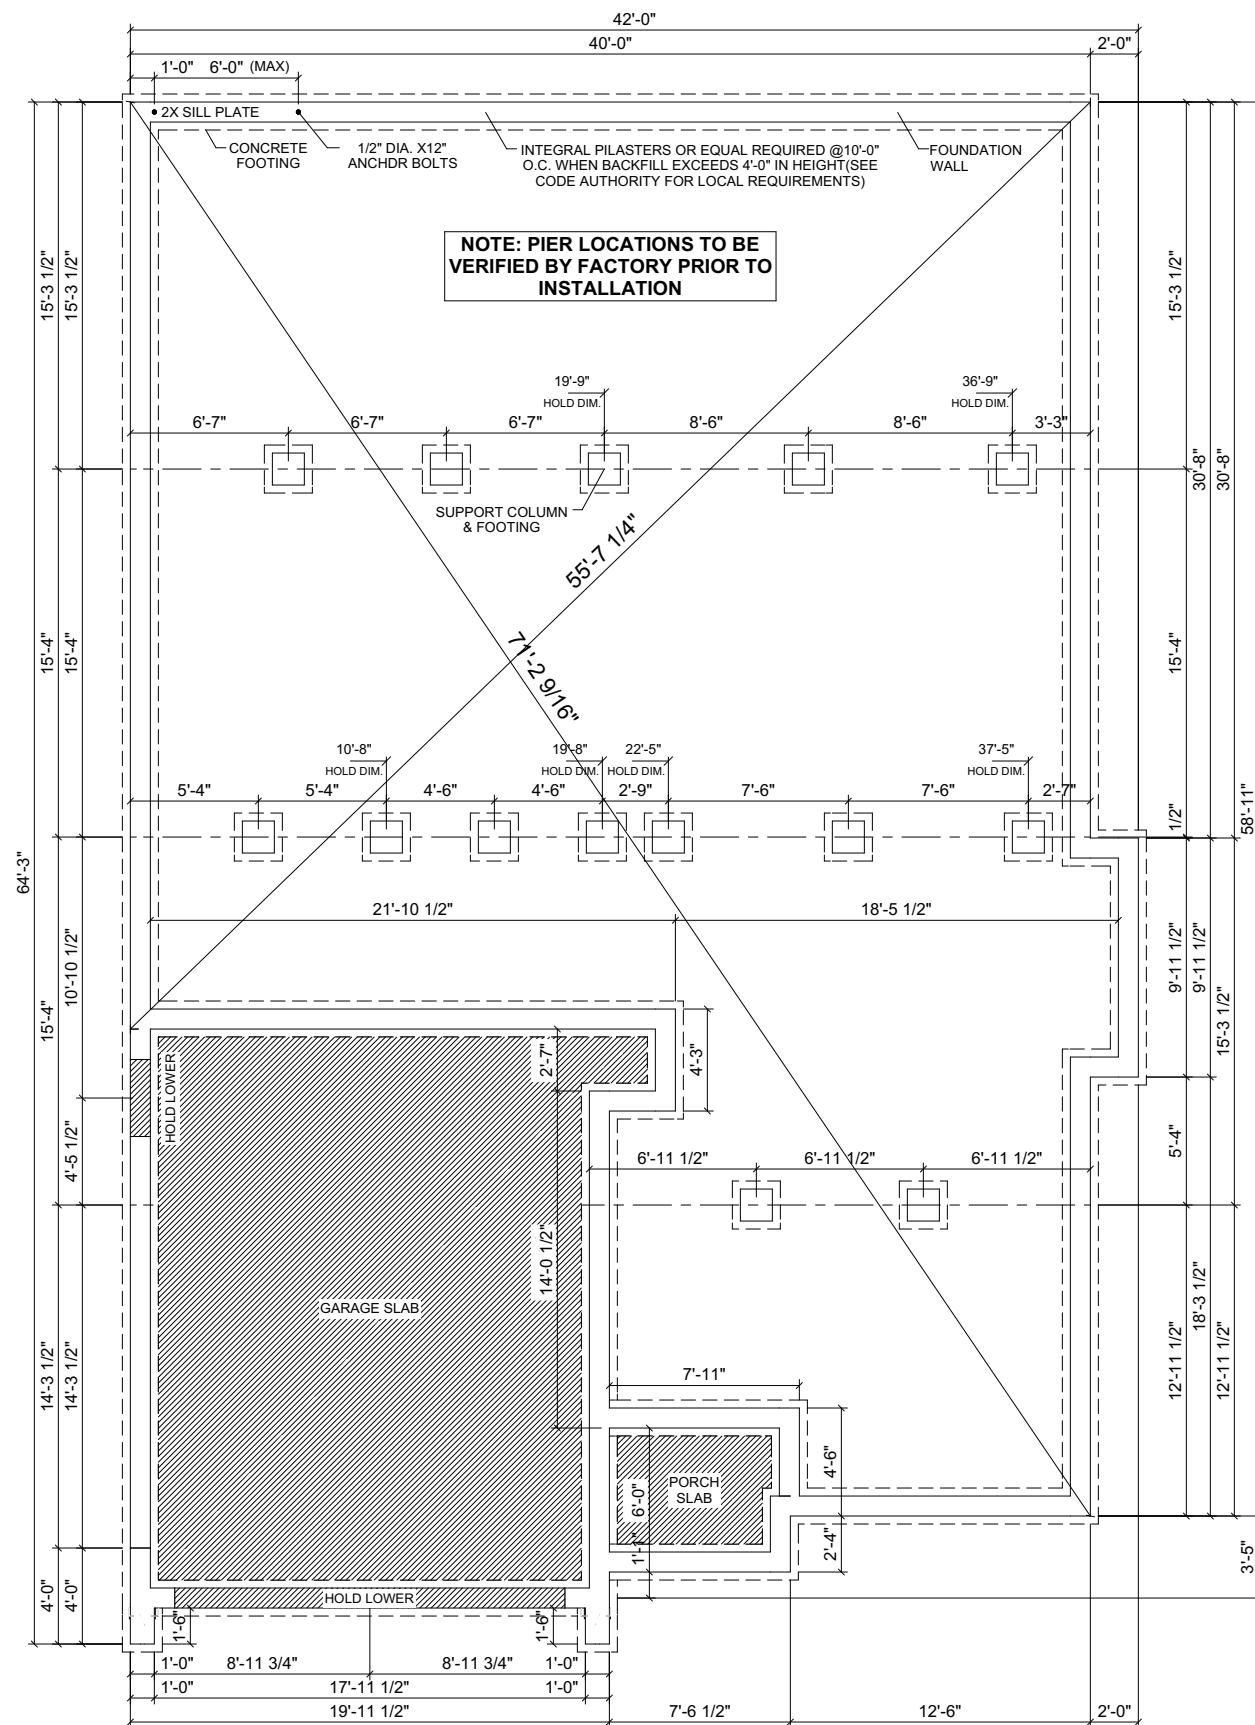 42'-0"
40'-0"
2'-0"
1'-0"
6'-0" (MAX)
2X SILL PLATE
CONCRETE
FOOTING
1/2" DIA. X12"
ANCHDR BOLTS
INTEGRAL PILASTERS OR EQUAL REQUIRED @10'-0"
O.C. WHEN BACKFILL EXCEEDS 4'-0" IN HEIGHT(SEE
CODE AUTHORITY FOR LOCAL REQUIREMENTS)
FOUNDATION
WALL
NOTE: PIER LOCATIONS TO BE
VERIFIED BY FACTORY PRIOR TO
INSTALLATION
15'-3 1/2"
15'-3 1/2"
15'-3 1/2"
19'-9"
HOLD DIM.
36'-9"
HOLD DIM.
6'-7"
6'-7"
6'-7"
8'-6"
8'-6"
3'-3"
30'-8"
30'-8"
SUPPORT COLUMN
& FOOTING
55'-7 1/4"
71'-2 9/16"
15'-4"
15'-4"
15'-4"
10'-8"
HOLD DIM.
19'-8"
HOLD DIM.
22'-5"
HOLD DIM.
37'-5"
HOLD DIM.
5'-4"
5'-4"
4'-6"
4'-6"
2'-9"
7'-6"
7'-6"
2'-7"
1/2"
58'-11"
64'-3"
21'-10 1/2"
18'-5 1/2"
15'-4"
10'-10 1/2"
9'-11 1/2"
9'-11 1/2"
15'-3 1/2"
HOLD LOWER
2'-7"
4'-3"
4'-5 1/2"
5'-4"
6'-11 1/2"
6'-11 1/2"
6'-11 1/2"
14'-0 1/2"
GARAGE SLAB
14'-3 1/2"
14'-3 1/2"
12'-11 1/2"
18'-3 1/2"
12'-11 1/2"
7'-11"
4'-6"
PORCH
SLAB
6'-0"
1'-1"
2'-4"
3'-5"
4'-0"
4'-0"
HOLD LOWER
1'-6"
1'-6"
1'-0"
8'-11 3/4"
8'-11 3/4"
1'-0"
1'-0"
17'-11 1/2"
1'-0"
19'-11 1/2"
7'-6 1/2"
12'-6"
2'-0"